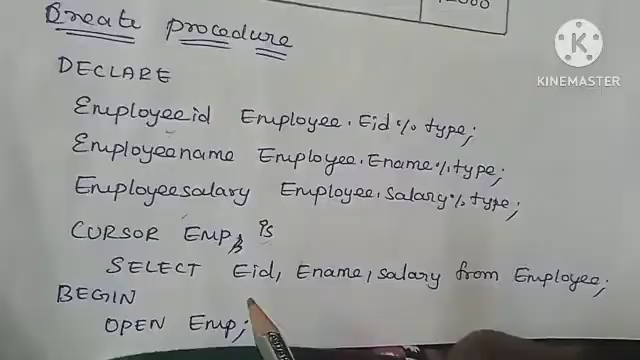 12000
Create procedure
KINEMASTER
DECLARE
Employeeid Employee.Eid%type;
Employeename Employee.Ename%type;
Employeesalary Employee.salary%type;
CURSOR Emp is
SELECT Eid, Ename, salary from Employee;
BEGIN
OPEN Emp;